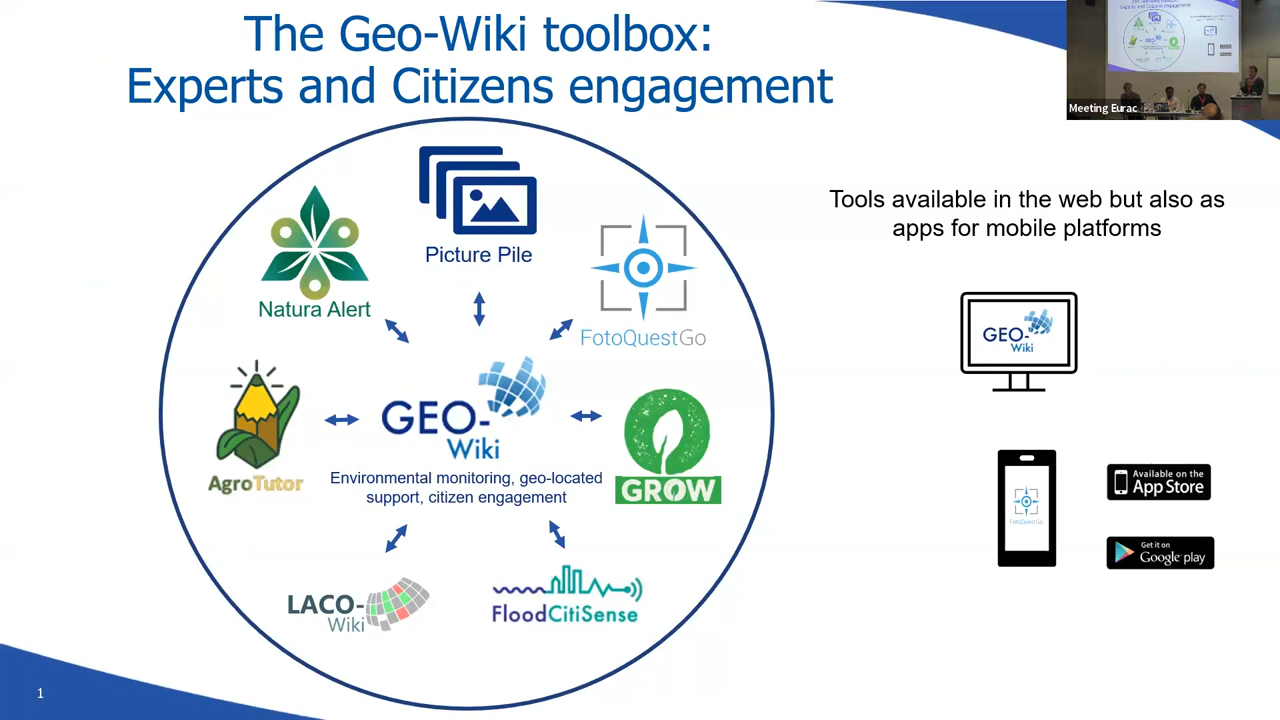 The Geo-Wiki toolbox:
Experts and Citizens engagement
Meeting Eurac
Tools available in the web but also as
apps for mobile platforms
Picture Pile
Natura Alert
FotoQuestGo
GEO-
Wiki
Environmental monitoring, geo-located
support, citizen engagement
AgroTutor
GROW
LACO-
Wiki
FloodCitiSense
GEO-
Wiki
FotoQuestGo
Available on the
App Store
Get it on
Google play
1